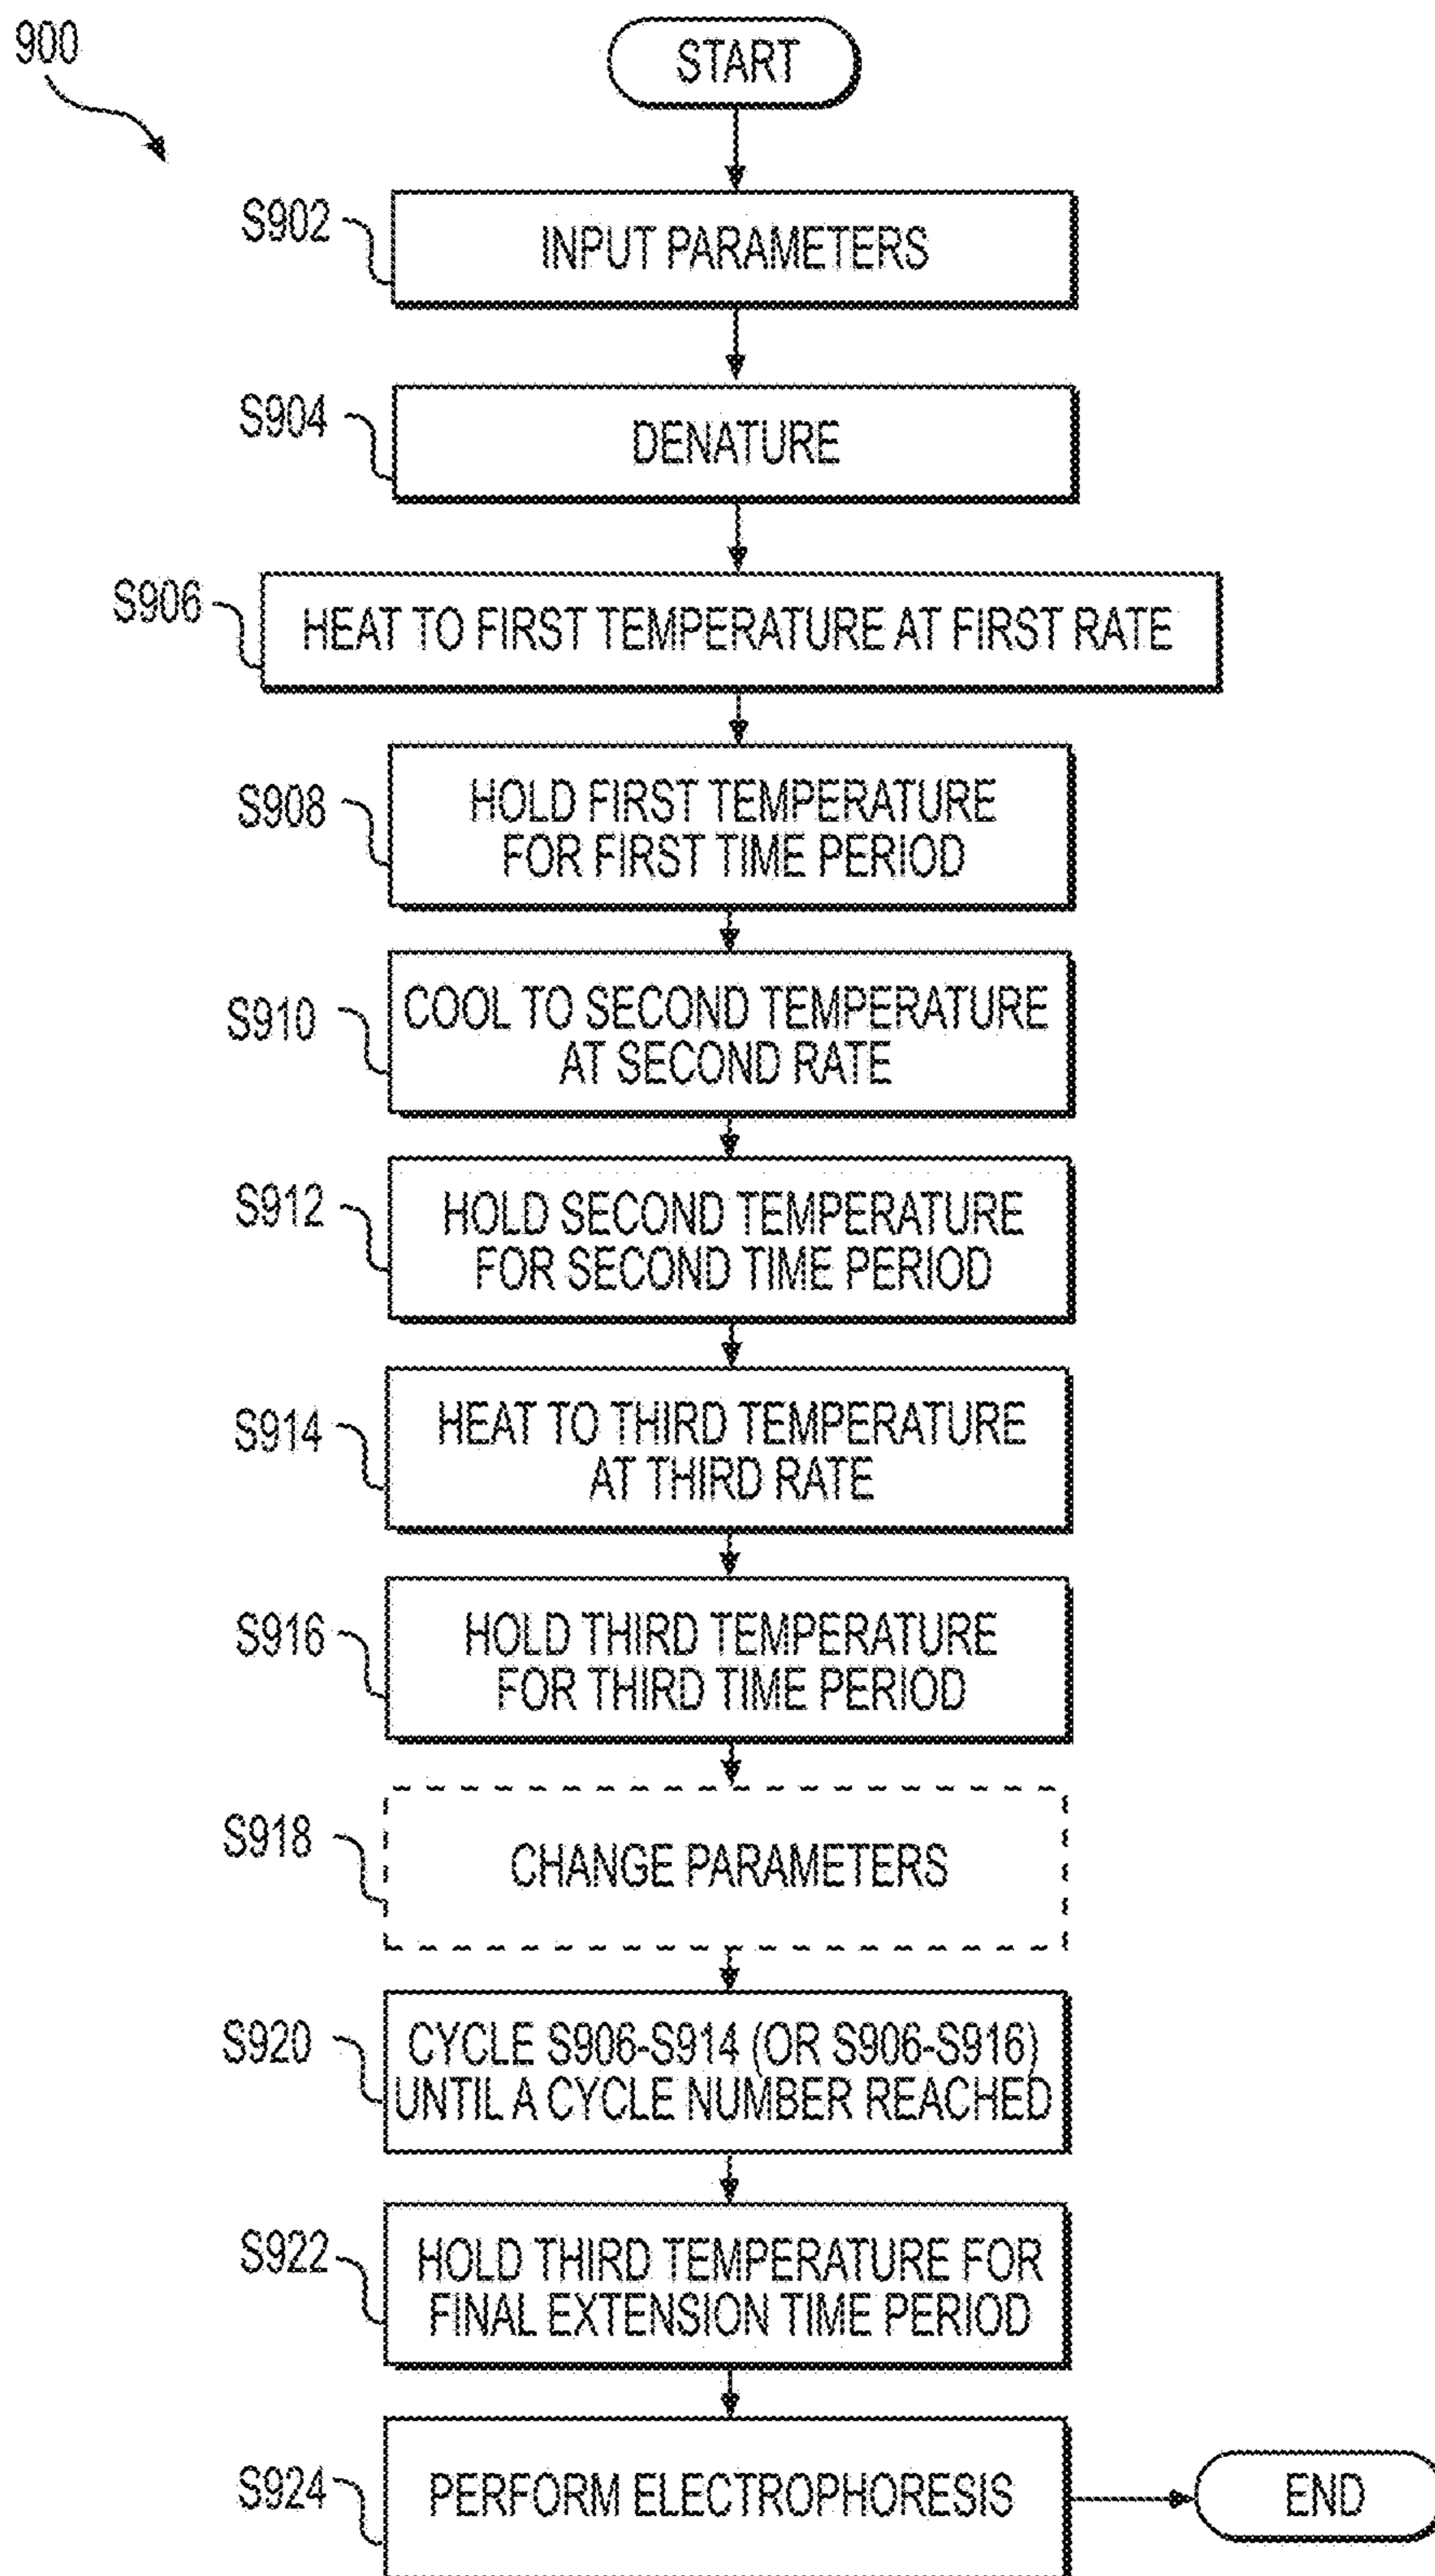 900
START
S902
INPUT PARAMETERS
S904
DENATURE
S906
HEAT TO FIRST TEMPERATURE AT FIRST RATE
S908
HOLD FIRST TEMPERATURE
FOR FIRST TIME PERIOD
S910
COOL TO SECOND TEMPERATURE
AT SECOND RATE
S912
HOLD SECOND TEMPERATURE
FOR SECOND TIME PERIOD
S914
HEAT TO THIRD TEMPERATURE
AT THIRD RATE
S916
HOLD THIRD TEMPERATURE
FOR THIRD TIME PERIOD
S918
CHANGE PARAMETERS
S920
CYCLE S906-S914 (OR S906-S916)
UNTIL A CYCLE NUMBER REACHED
S922
HOLD THIRD TEMPERATURE FOR
FINAL EXTENSION TIME PERIOD
S924
PERFORM ELECTROPHORESIS
END